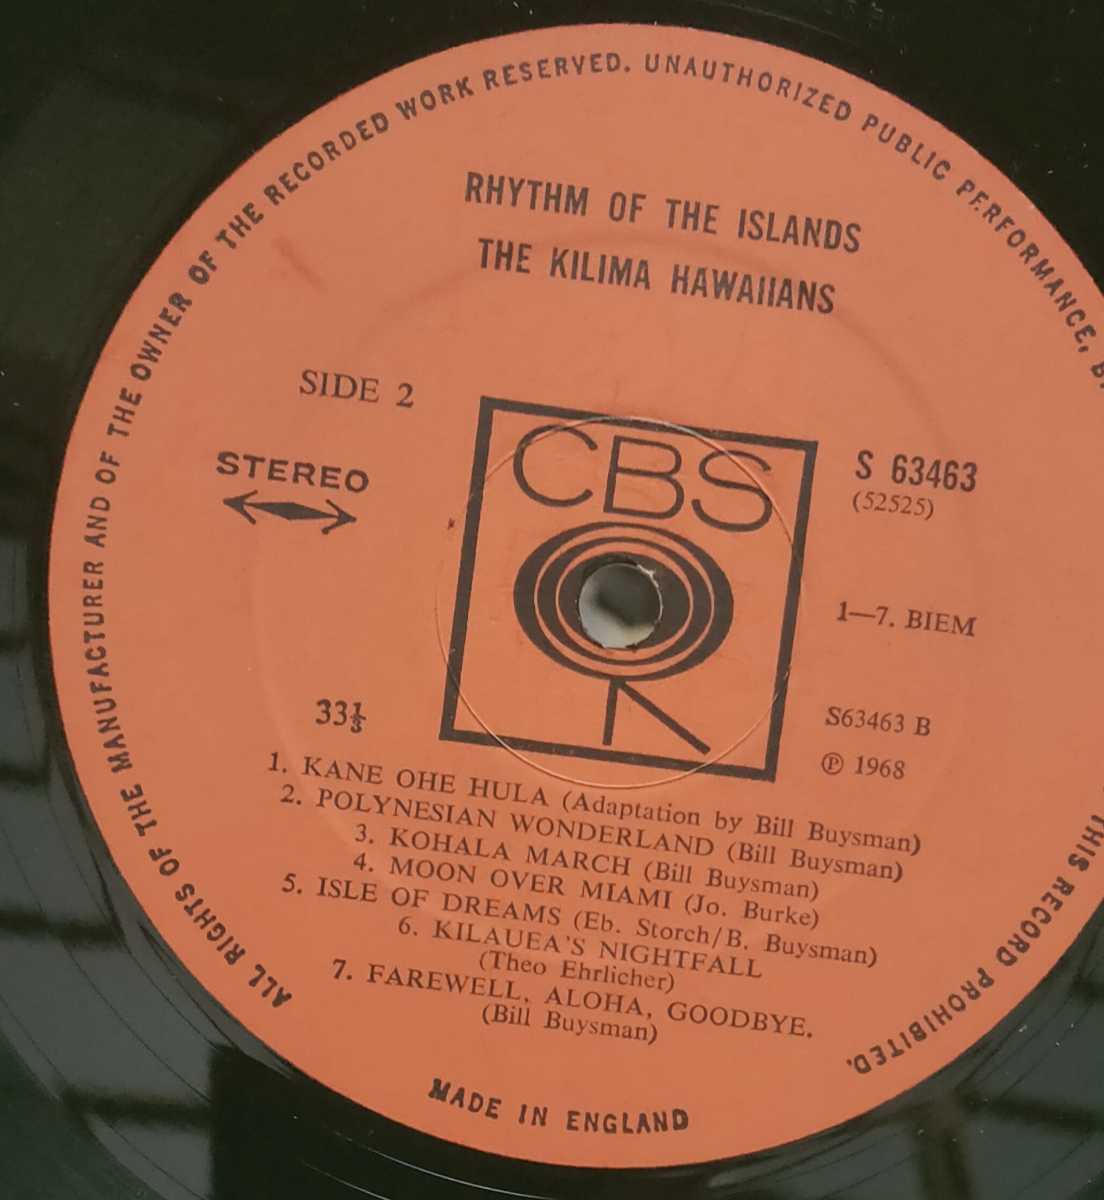 ALL RIGHTS OF THE MANUFACTURER AND OF THE OWNER OF THE RECORDED WORK RESERVED. UNAUTHORIZED PUBLIC PERFORMANCE,
THIS RECORD PROHIBITED.
RHYTHM OF THE ISLANDS
THE KILIMA HAWAIIANS
SIDE 2
STEREO
CBS
S 63463
(52525)
1—7. BIEM
33⅓
S63463 B
℗ 1968
1. KANE OHE HULA (Adaptation by Bill Buysman)
2. POLYNESIAN WONDERLAND (Bill Buysman)
3. KOHALA MARCH (Bill Buysman)
4. MOON OVER MIAMI (Jo. Burke)
5. ISLE OF DREAMS (Eb. Storch/B. Buysman)
6. KILAUEA'S NIGHTFALL
(Theo Ehrlicher)
7. FAREWELL, ALOHA, GOODBYE.
(Bill Buysman)
MADE IN ENGLAND